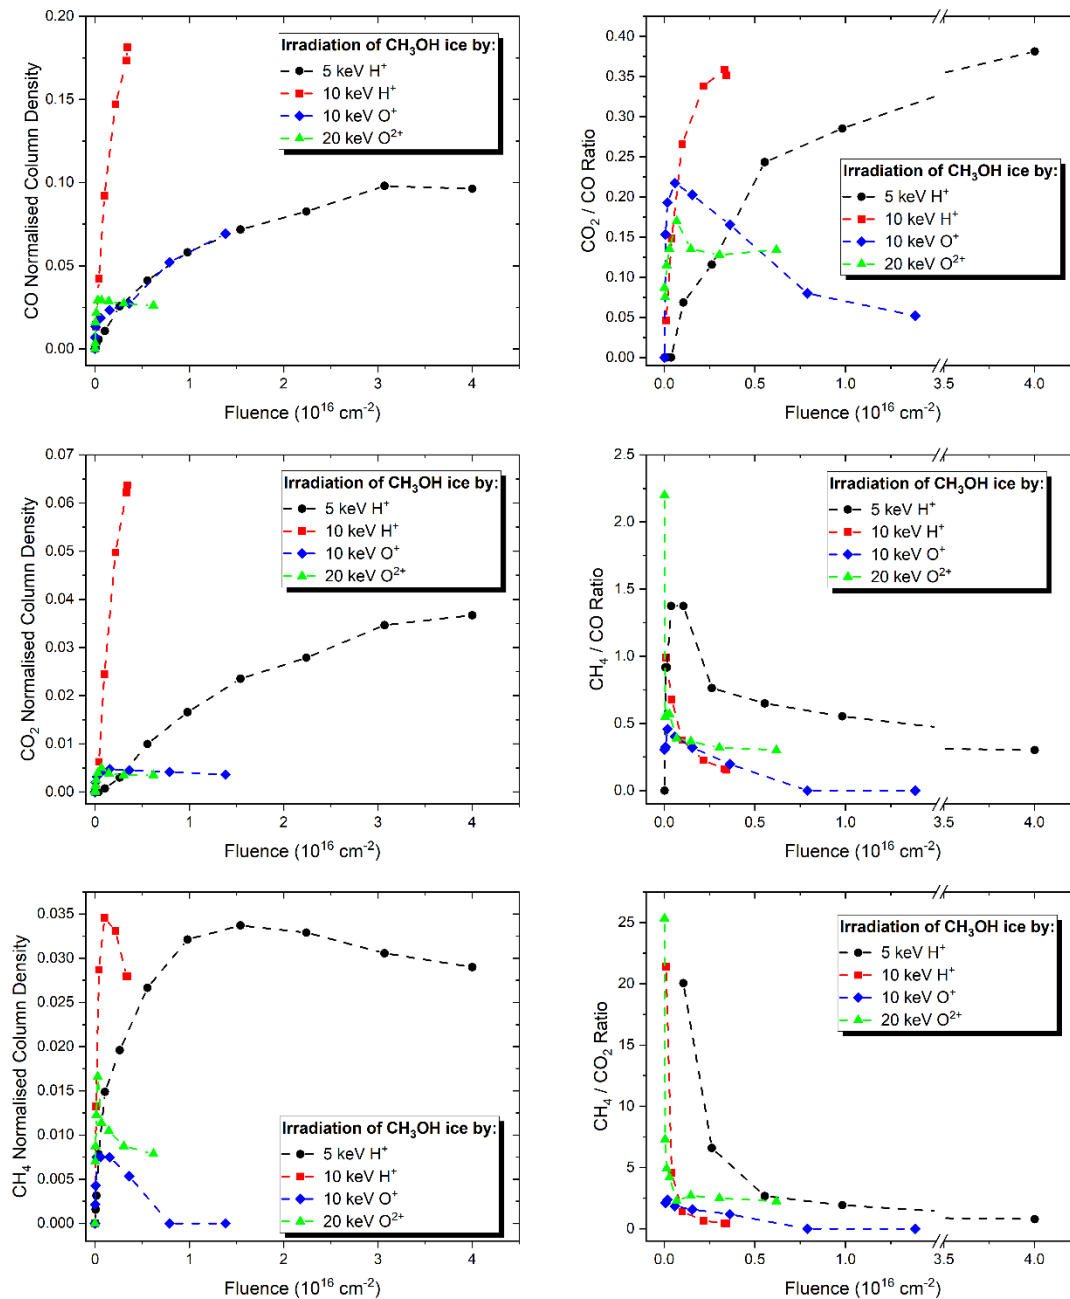 0.20
0.15
0.10
0.05
0.00
CO Normalised Column Density
Irradiation of CH₃OH ice by:
5 keV H⁺
10 keV H⁺
10 keV O⁺
20 keV O²⁺
0 1 2 3 4
Fluence (10¹⁶ cm⁻²)
0.40
0.35
0.30
0.25
0.20
0.15
0.10
0.05
0.00
CO₂ / CO Ratio
Irradiation of CH₃OH ice by:
5 keV H⁺
10 keV H⁺
10 keV O⁺
20 keV O²⁺
0.0 0.5 1.0 3.5 4.0
Fluence (10¹⁶ cm⁻²)
0.07
0.06
0.05
0.04
0.03
0.02
0.01
0.00
CO₂ Normalised Column Density
Irradiation of CH₃OH ice by:
5 keV H⁺
10 keV H⁺
10 keV O⁺
20 keV O²⁺
0 1 2 3 4
Fluence (10¹⁶ cm⁻²)
2.5
2.0
1.5
1.0
0.5
0.0
CH₄ / CO Ratio
Irradiation of CH₃OH ice by:
5 keV H⁺
10 keV H⁺
10 keV O⁺
20 keV O²⁺
0.0 0.5 1.0 3.5 4.0
Fluence (10¹⁶ cm⁻²)
0.035
0.030
0.025
0.020
0.015
0.010
0.005
0.000
CH₄ Normalised Column Density
Irradiation of CH₃OH ice by:
5 keV H⁺
10 keV H⁺
10 keV O⁺
20 keV O²⁺
0 1 2 3 4
Fluence (10¹⁶ cm⁻²)
25
20
15
10
5
0
CH₄ / CO₂ Ratio
Irradiation of CH₃OH ice by:
5 keV H⁺
10 keV H⁺
10 keV O⁺
20 keV O²⁺
0.0 0.5 1.0 3.5 4.0
Fluence (10¹⁶ cm⁻²)